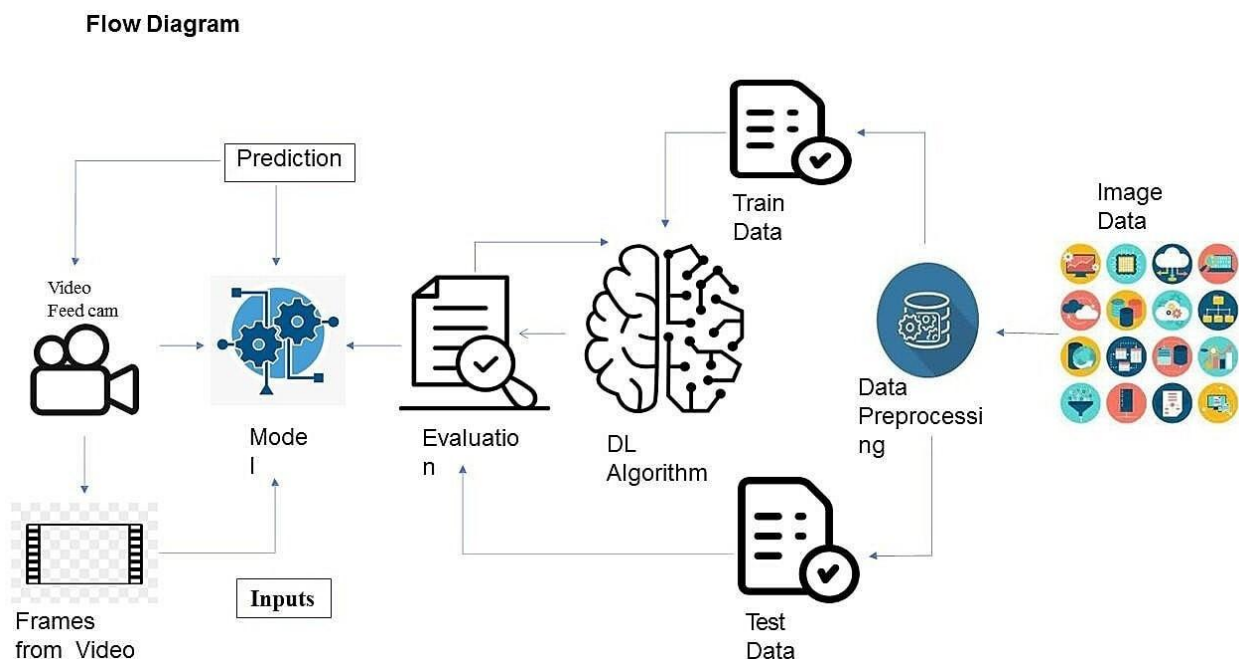 Flow Diagram
Prediction
Train
Data
Image
Data
Video
Feed cam
Mode
l
Evaluatio
n
DL
Algorithm
Data
Preprocessi
ng
Inputs
Frames
from Video
Test
Data